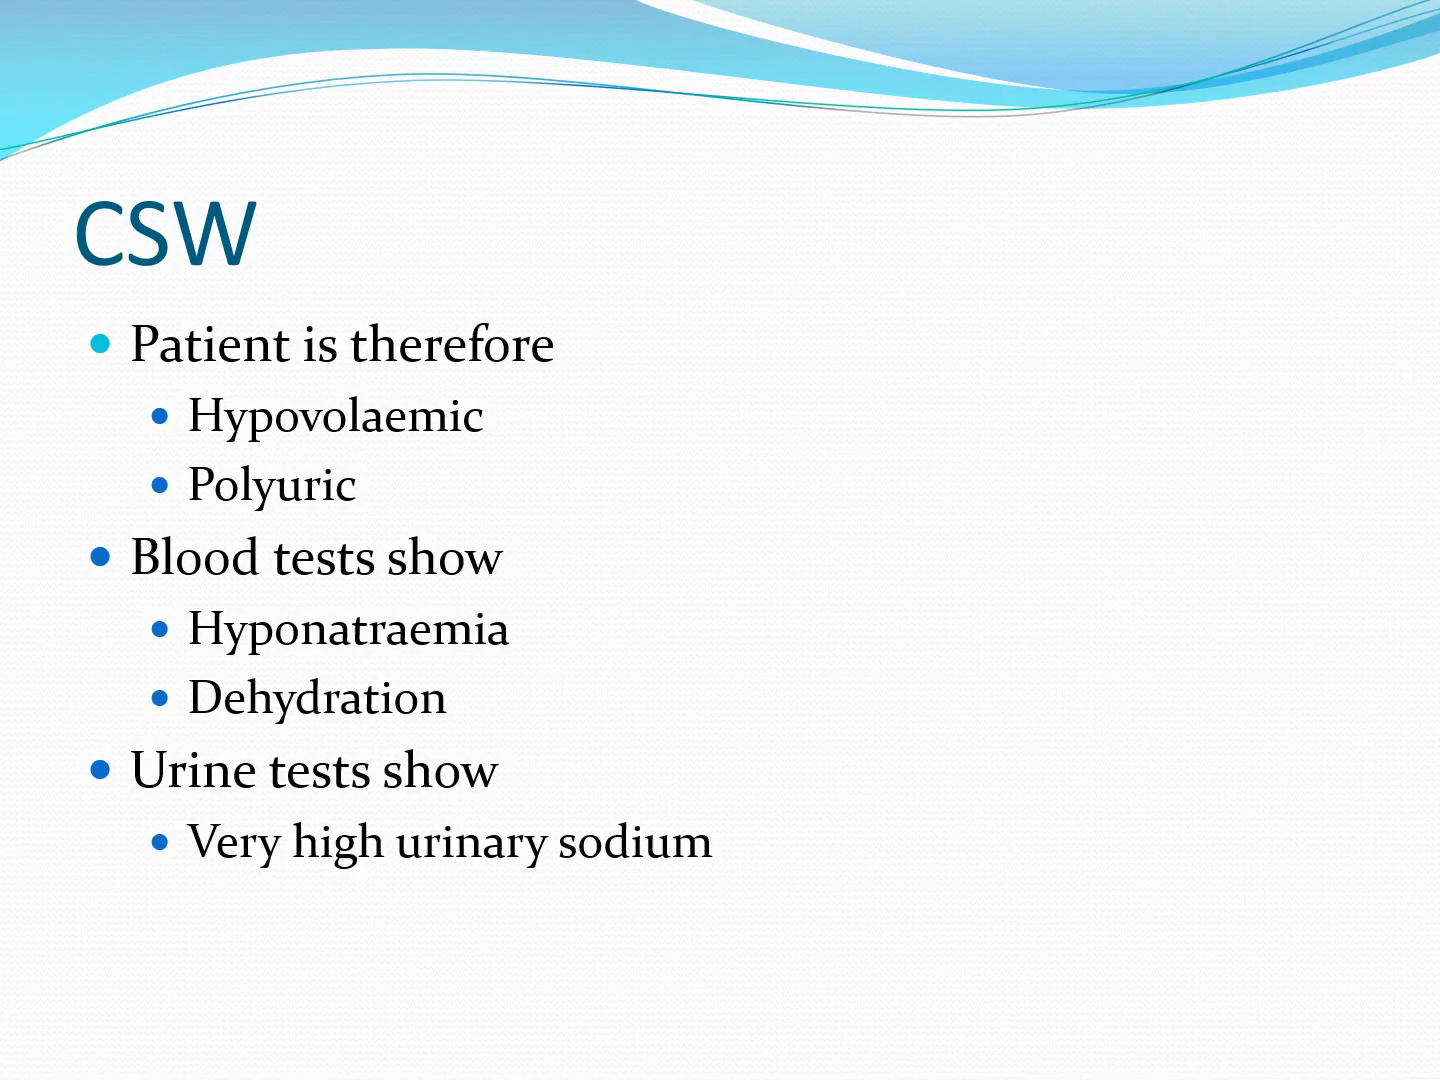 CSW
Patient is therefore
Hypovolaemic
Polyuric
Blood tests show
Hyponatraemia
Dehydration
Urine tests show
Very high urinary sodium